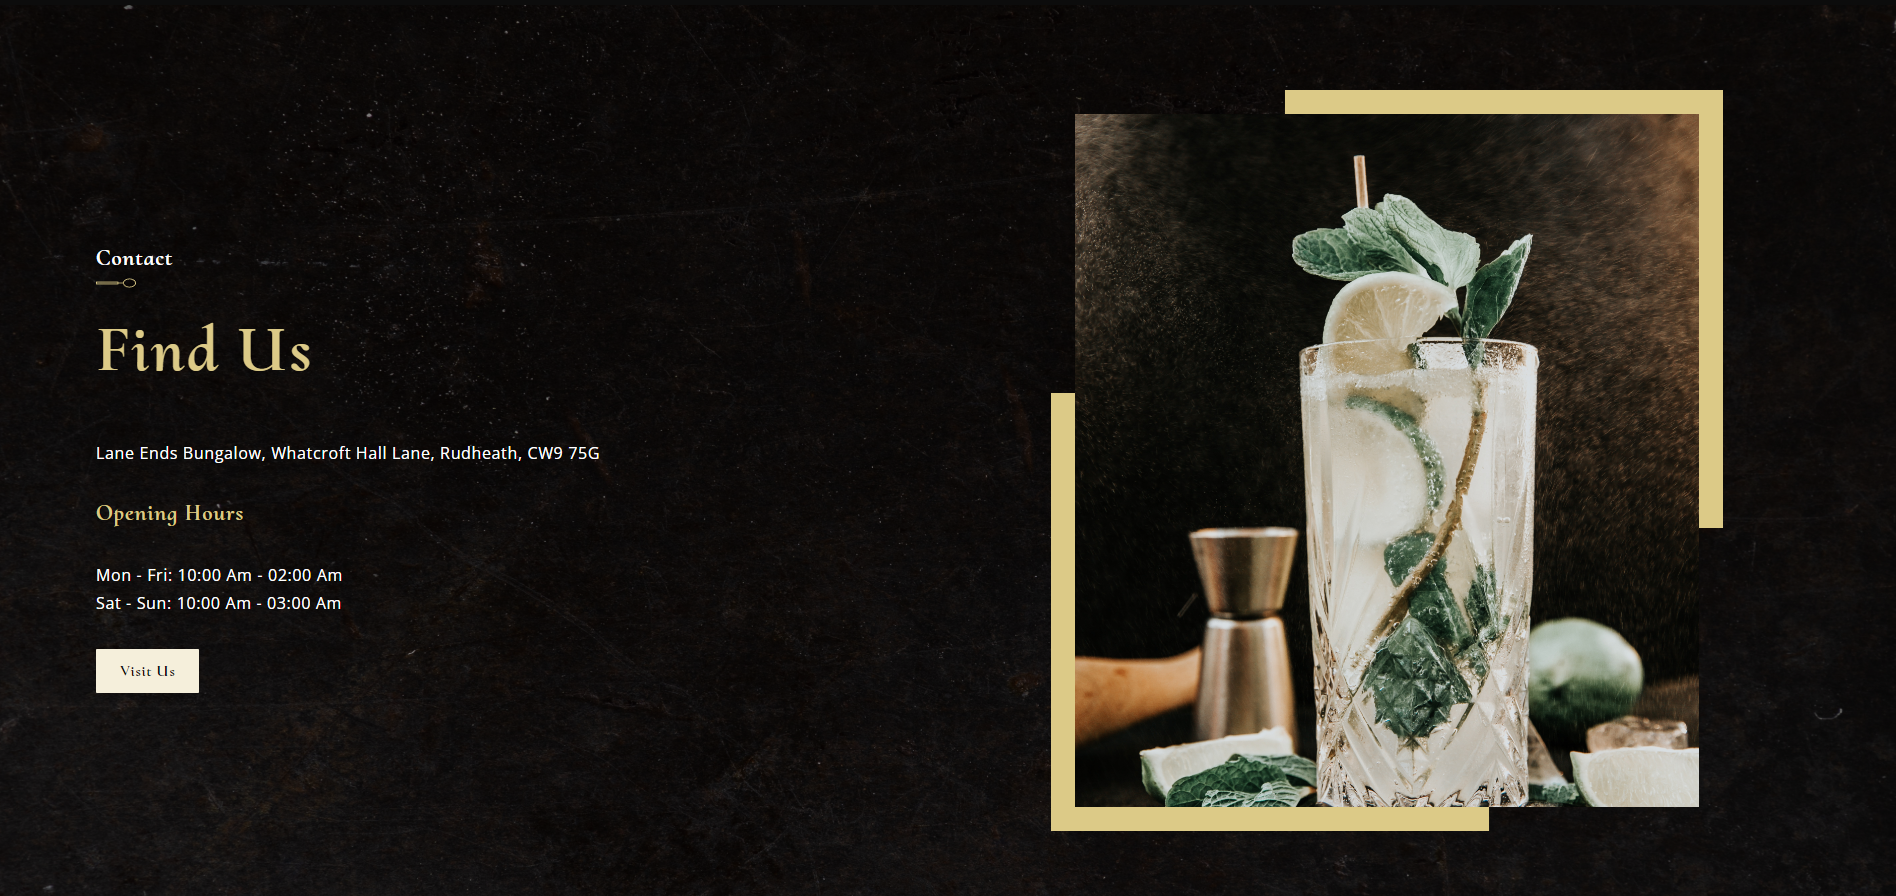 Contact
Find Us
Lane Ends Bungalow, Whatcroft Hall Lane, Rudheath, CW9 75G
Opening Hours
Mon - Fri: 10:00 Am - 02:00 Am
Sat - Sun: 10:00 Am - 03:00 Am
Visit Us